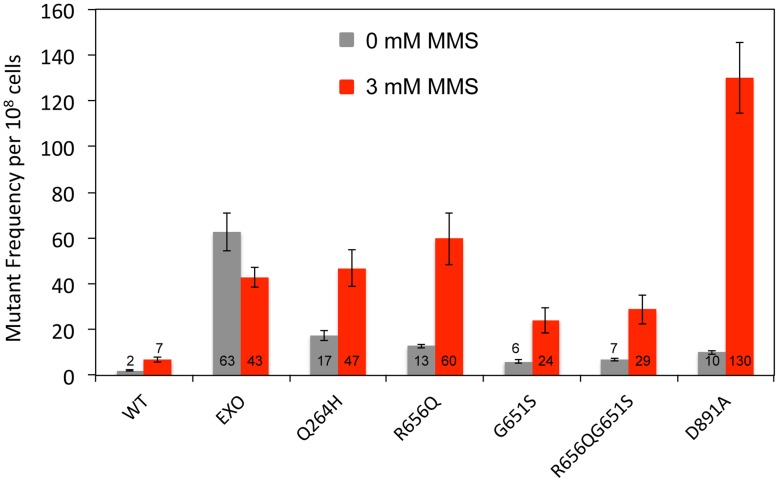 Mutant Frequency per 10⁸ cells
160
140
120
100
80
60
40
20
0
0 mM MMS
3 mM MMS
2
7
63
43
17
47
13
60
6
24
7
29
10
130
WT
EXO
Q264H
R656Q
G651S
R656QG651S
D891A